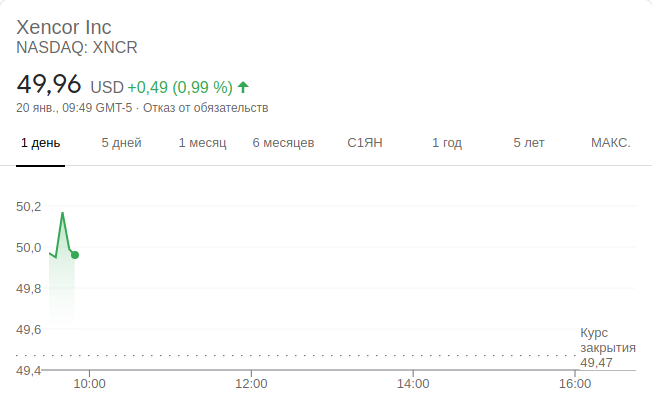 Xencor Inc
NASDAQ: XNCR
49,96 USD +0,49 (0,99 %)
20 янв., 09:49 GMT-5 · Отказ от обязательств
1 день 5 дней 1 месяц 6 месяцев С1ЯН 1 год 5 лет МАКС.
50,2
50,0
49,8
49,6
Курс
закрытия
49,47
49,4
10:00 12:00 14:00 16:00